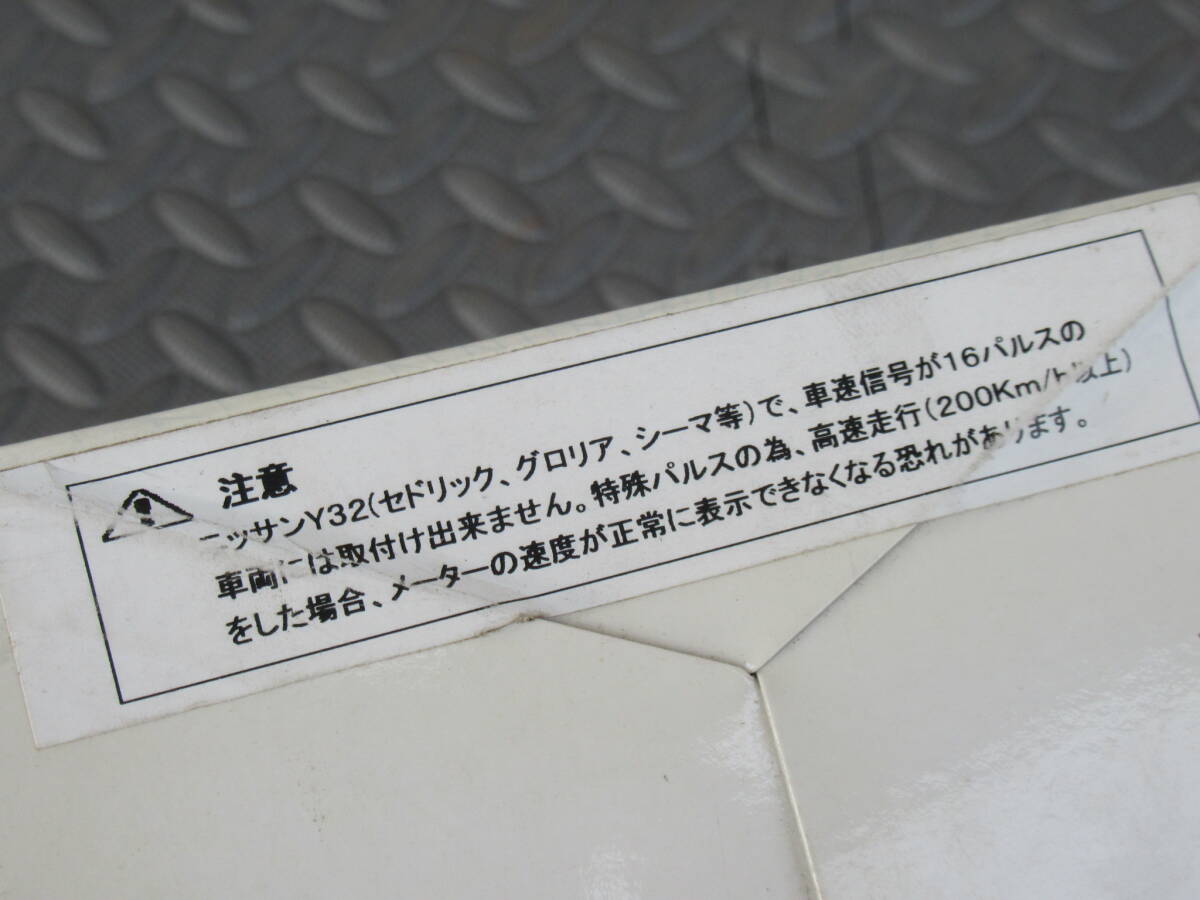 注意
ニッサンY32(セドリック、グロリア、シーマ等)で、車速信号が16パルスの
車両には取付け出来ません。特殊パルスの為、高速走行(200Km/h以上)
をした場合、メーターの速度が正常に表示できなくなる恐れがあります。